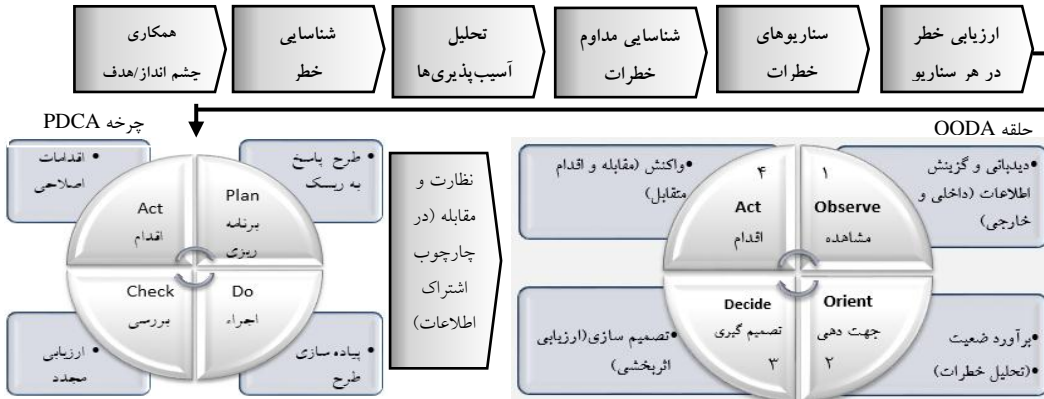 همکاری
چشم انداز/هدف
شناسایی
خطر
تحلیل
آسیب‌پذیری‌ها
شناسایی مداوم
خطرات
سناریوهای
خطرات
ارزیابی خطر
در هر سناریو
چرخه PDCA
• اقدامات
اصلاحی
Act
اقدام
Plan
برنامه
ریزی
• طرح پاسخ
به ریسک
Check
بررسی
Do
اجراء
• ارزیابی
مجدد
• پیاده سازی
طرح
نظارت و
مقابله (در
چارچوب
اشتراک
اطلاعات)
حلقه OODA
•واکنش (مقابله و اقدام
متقابل)
۴
Act
اقدام
۱
Observe
مشاهده
•دیدبانی و گزینش
اطلاعات (داخلی و
خارجی)
•تصمیم سازی(ارزیابی
اثربخشی)
Decide
تصمیم گیری
۳
Orient
جهت دهی
۲
•برآورد ضعیت
•(تحلیل خطرات)